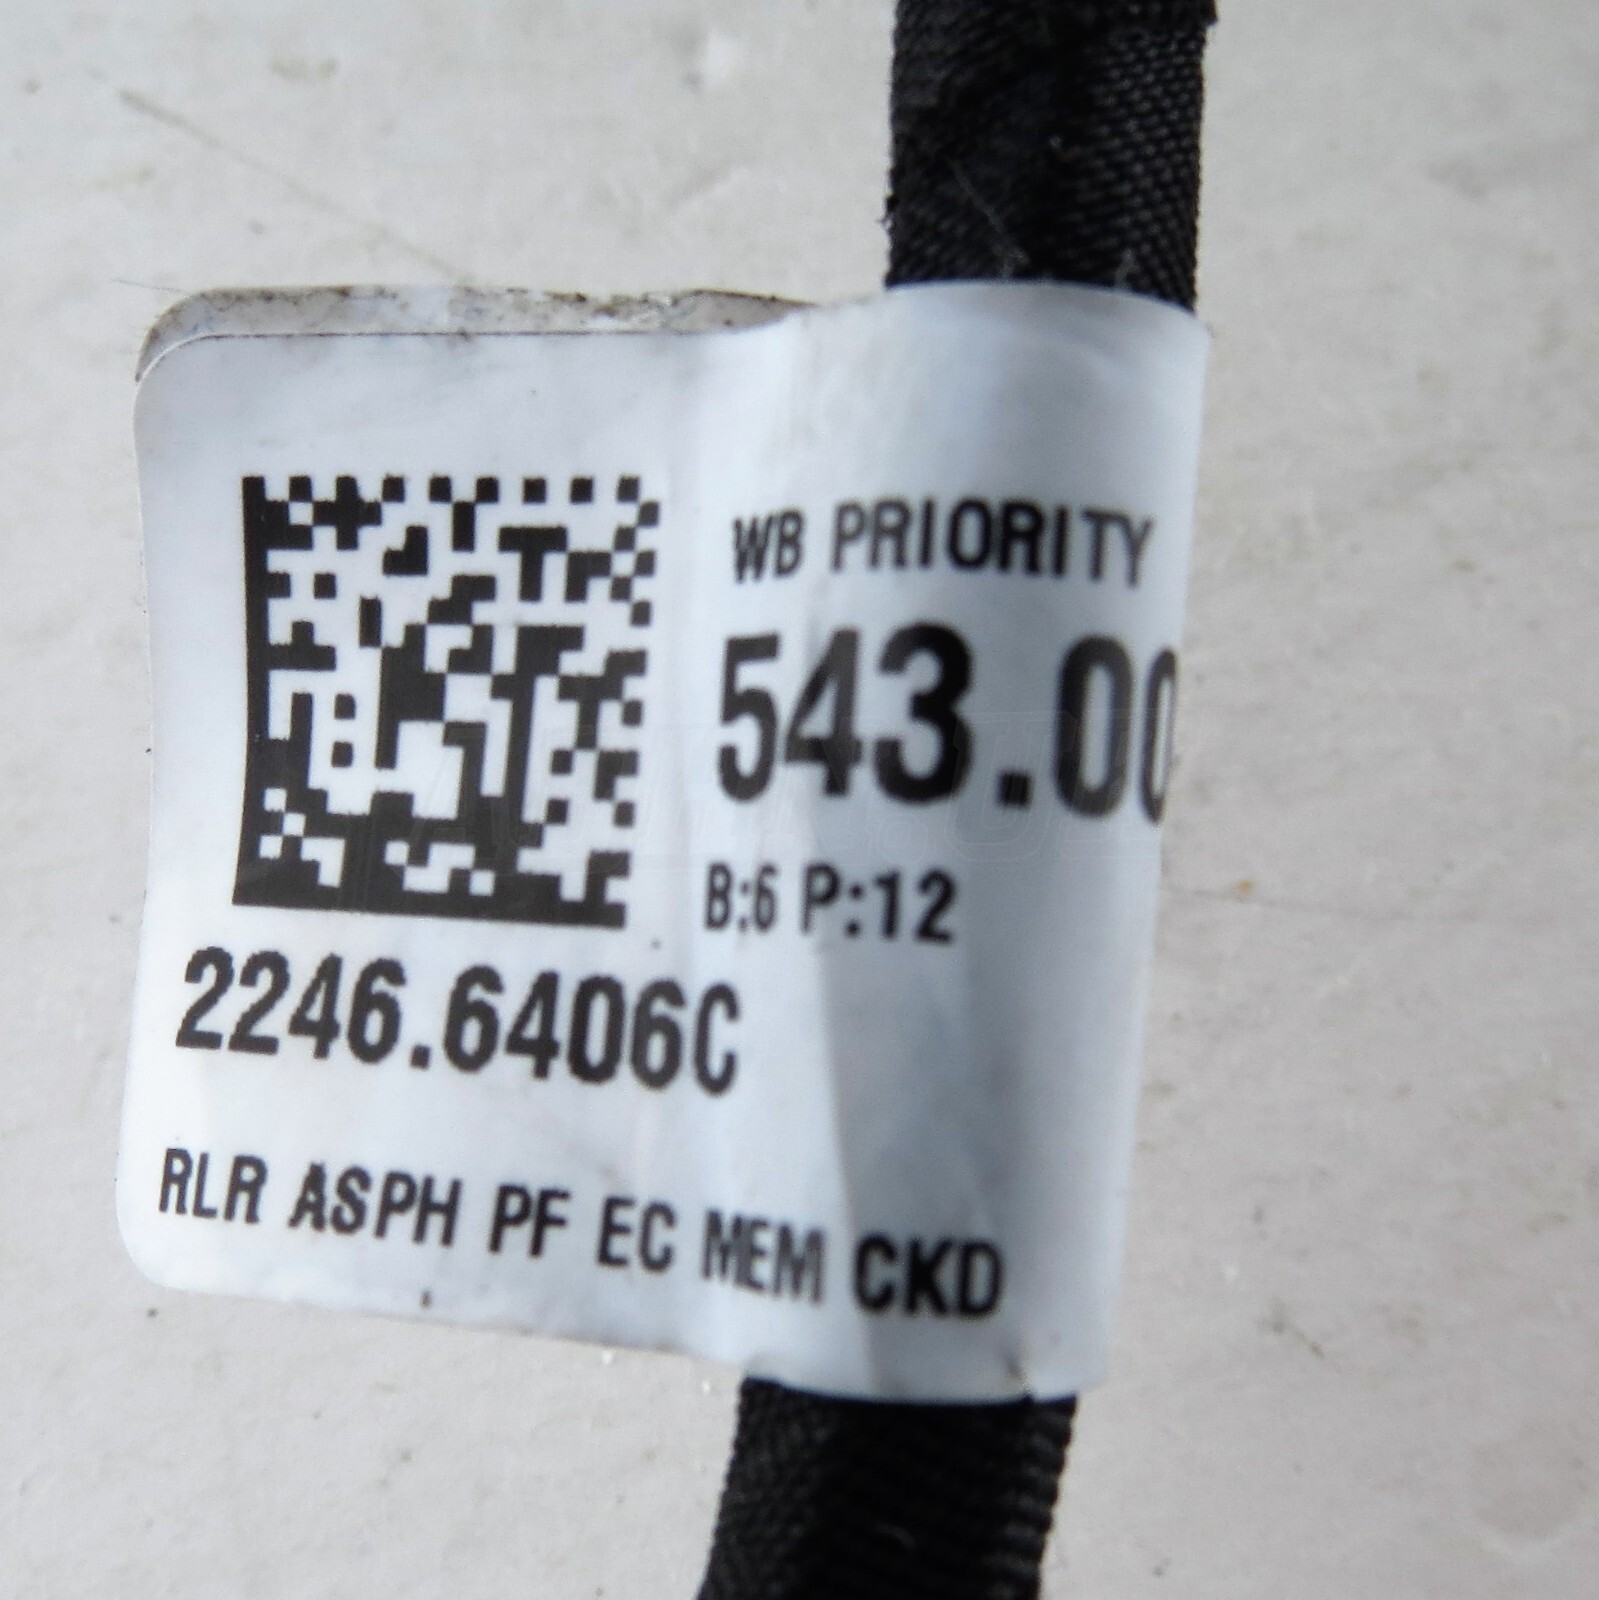 WB PRIORITY
543.00
B:6 P:12
2246.6406C
RLR ASPH PF EC MEM CKD